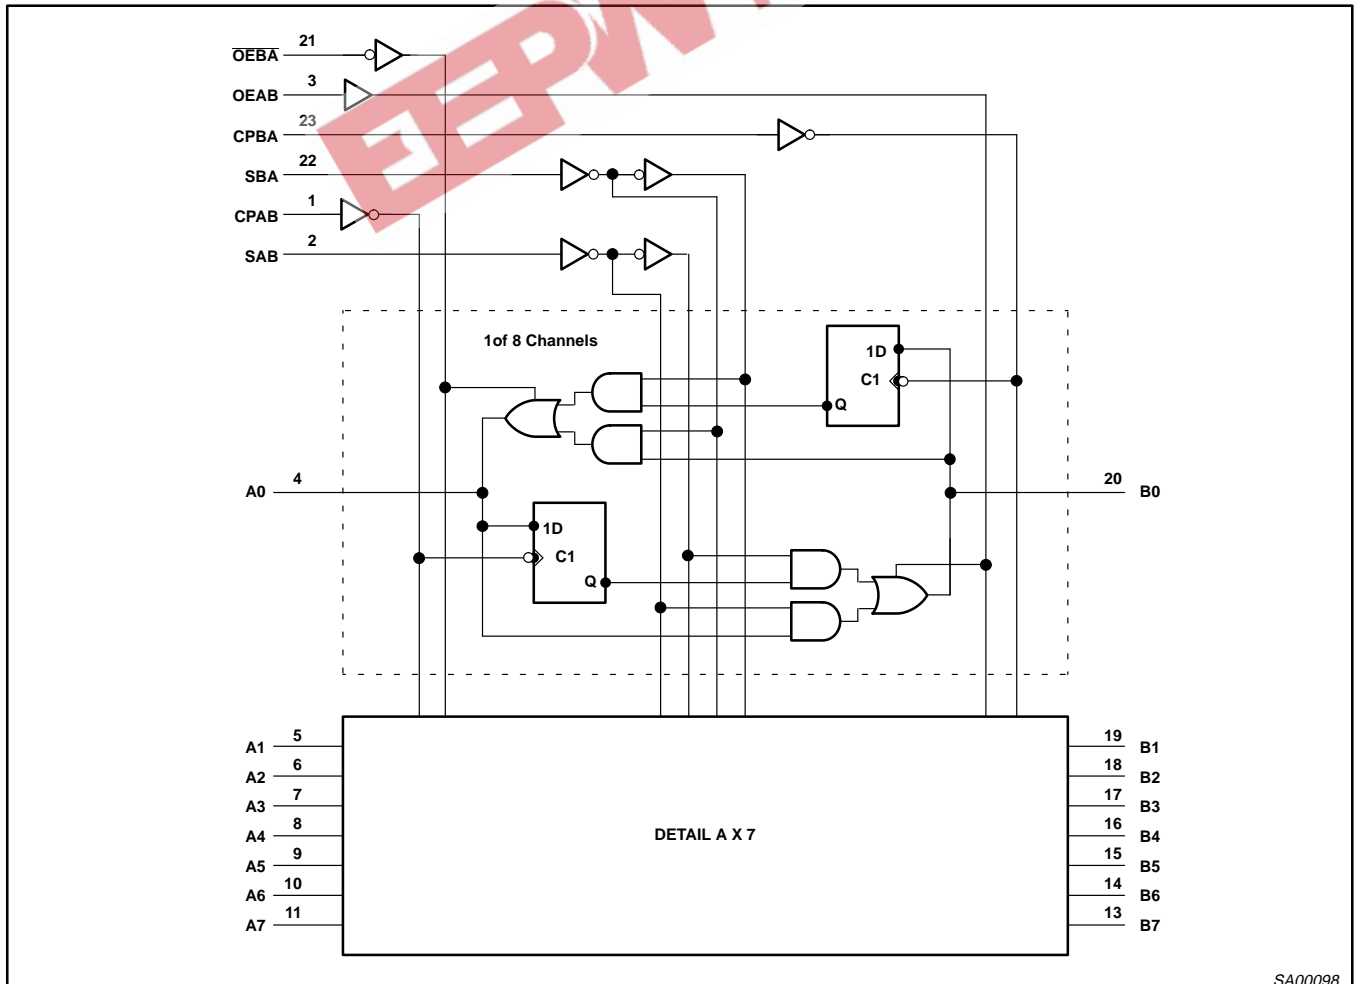 OEBA 21
OEAB 3
CPBA 23
SBA 22
CPAB 1
SAB 2
1of 8 Channels
1D
C1
Q
A0 4
20 B0
1D
C1
Q
A1 5
19 B1
A2 6
18 B2
A3 7
17 B3
A4 8
16 B4
DETAIL A X 7
A5 9
15 B5
A6 10
14 B6
A7 11
13 B7
SA00098